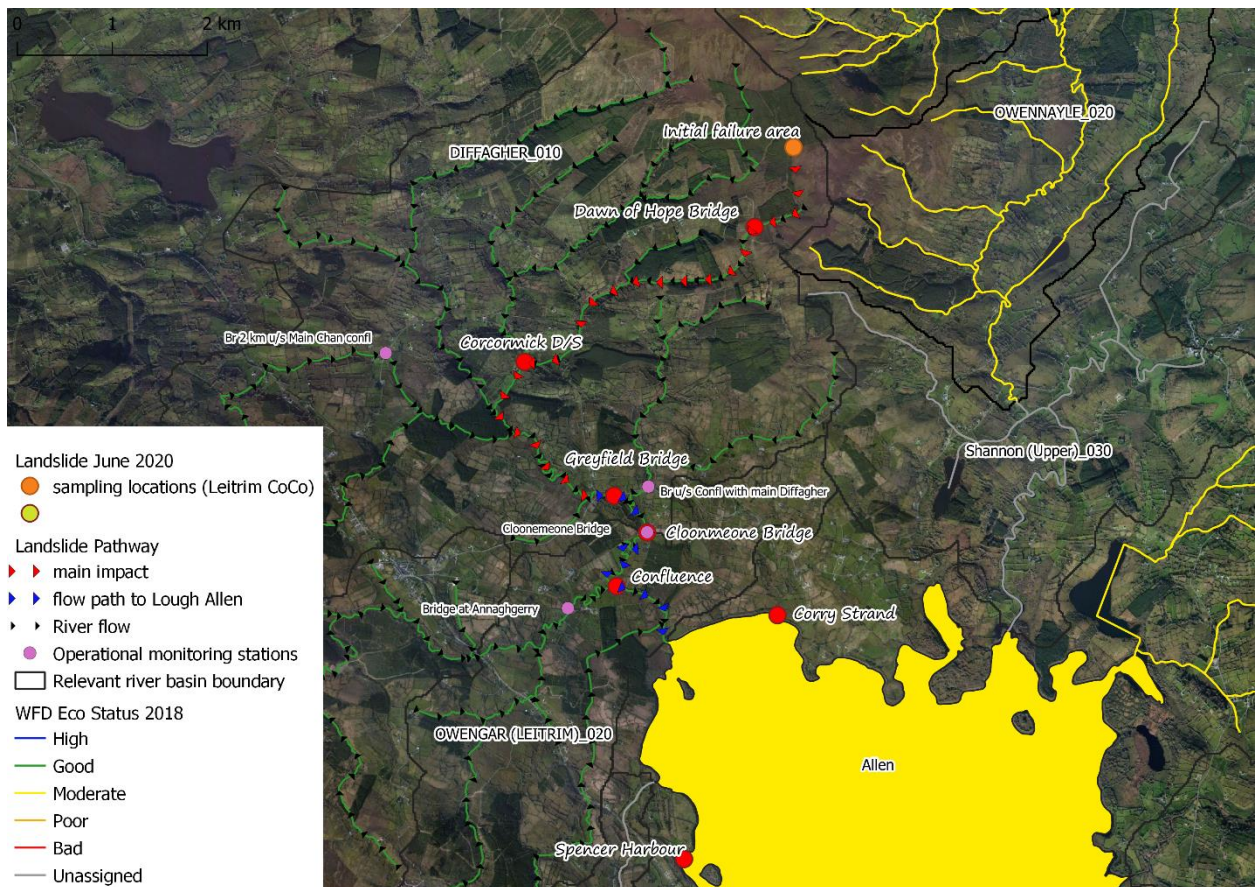 0 1 2 km
Initial failure area
OWENNAYLE_020
DIFFAGHER_010
Dawn of Hope Bridge
Br 2 km u/s Main Chan confl
Corcormick D/S
Shannon (Upper)_030
Greyfield Bridge
Br u/s Confl with main Diffagher
Cloonemeone Bridge
Cloonmeone Bridge
Confluence
Bridge at Annaghgerry
Corry Strand
OWENGAR (LEITRIM)_020
Allen
Spencer Harbour
Landslide June 2020
sampling locations (Leitrim CoCo)
Landslide Pathway
main impact
flow path to Lough Allen
River flow
Operational monitoring stations
Relevant river basin boundary
WFD Eco Status 2018
High
Good
Moderate
Poor
Bad
Unassigned